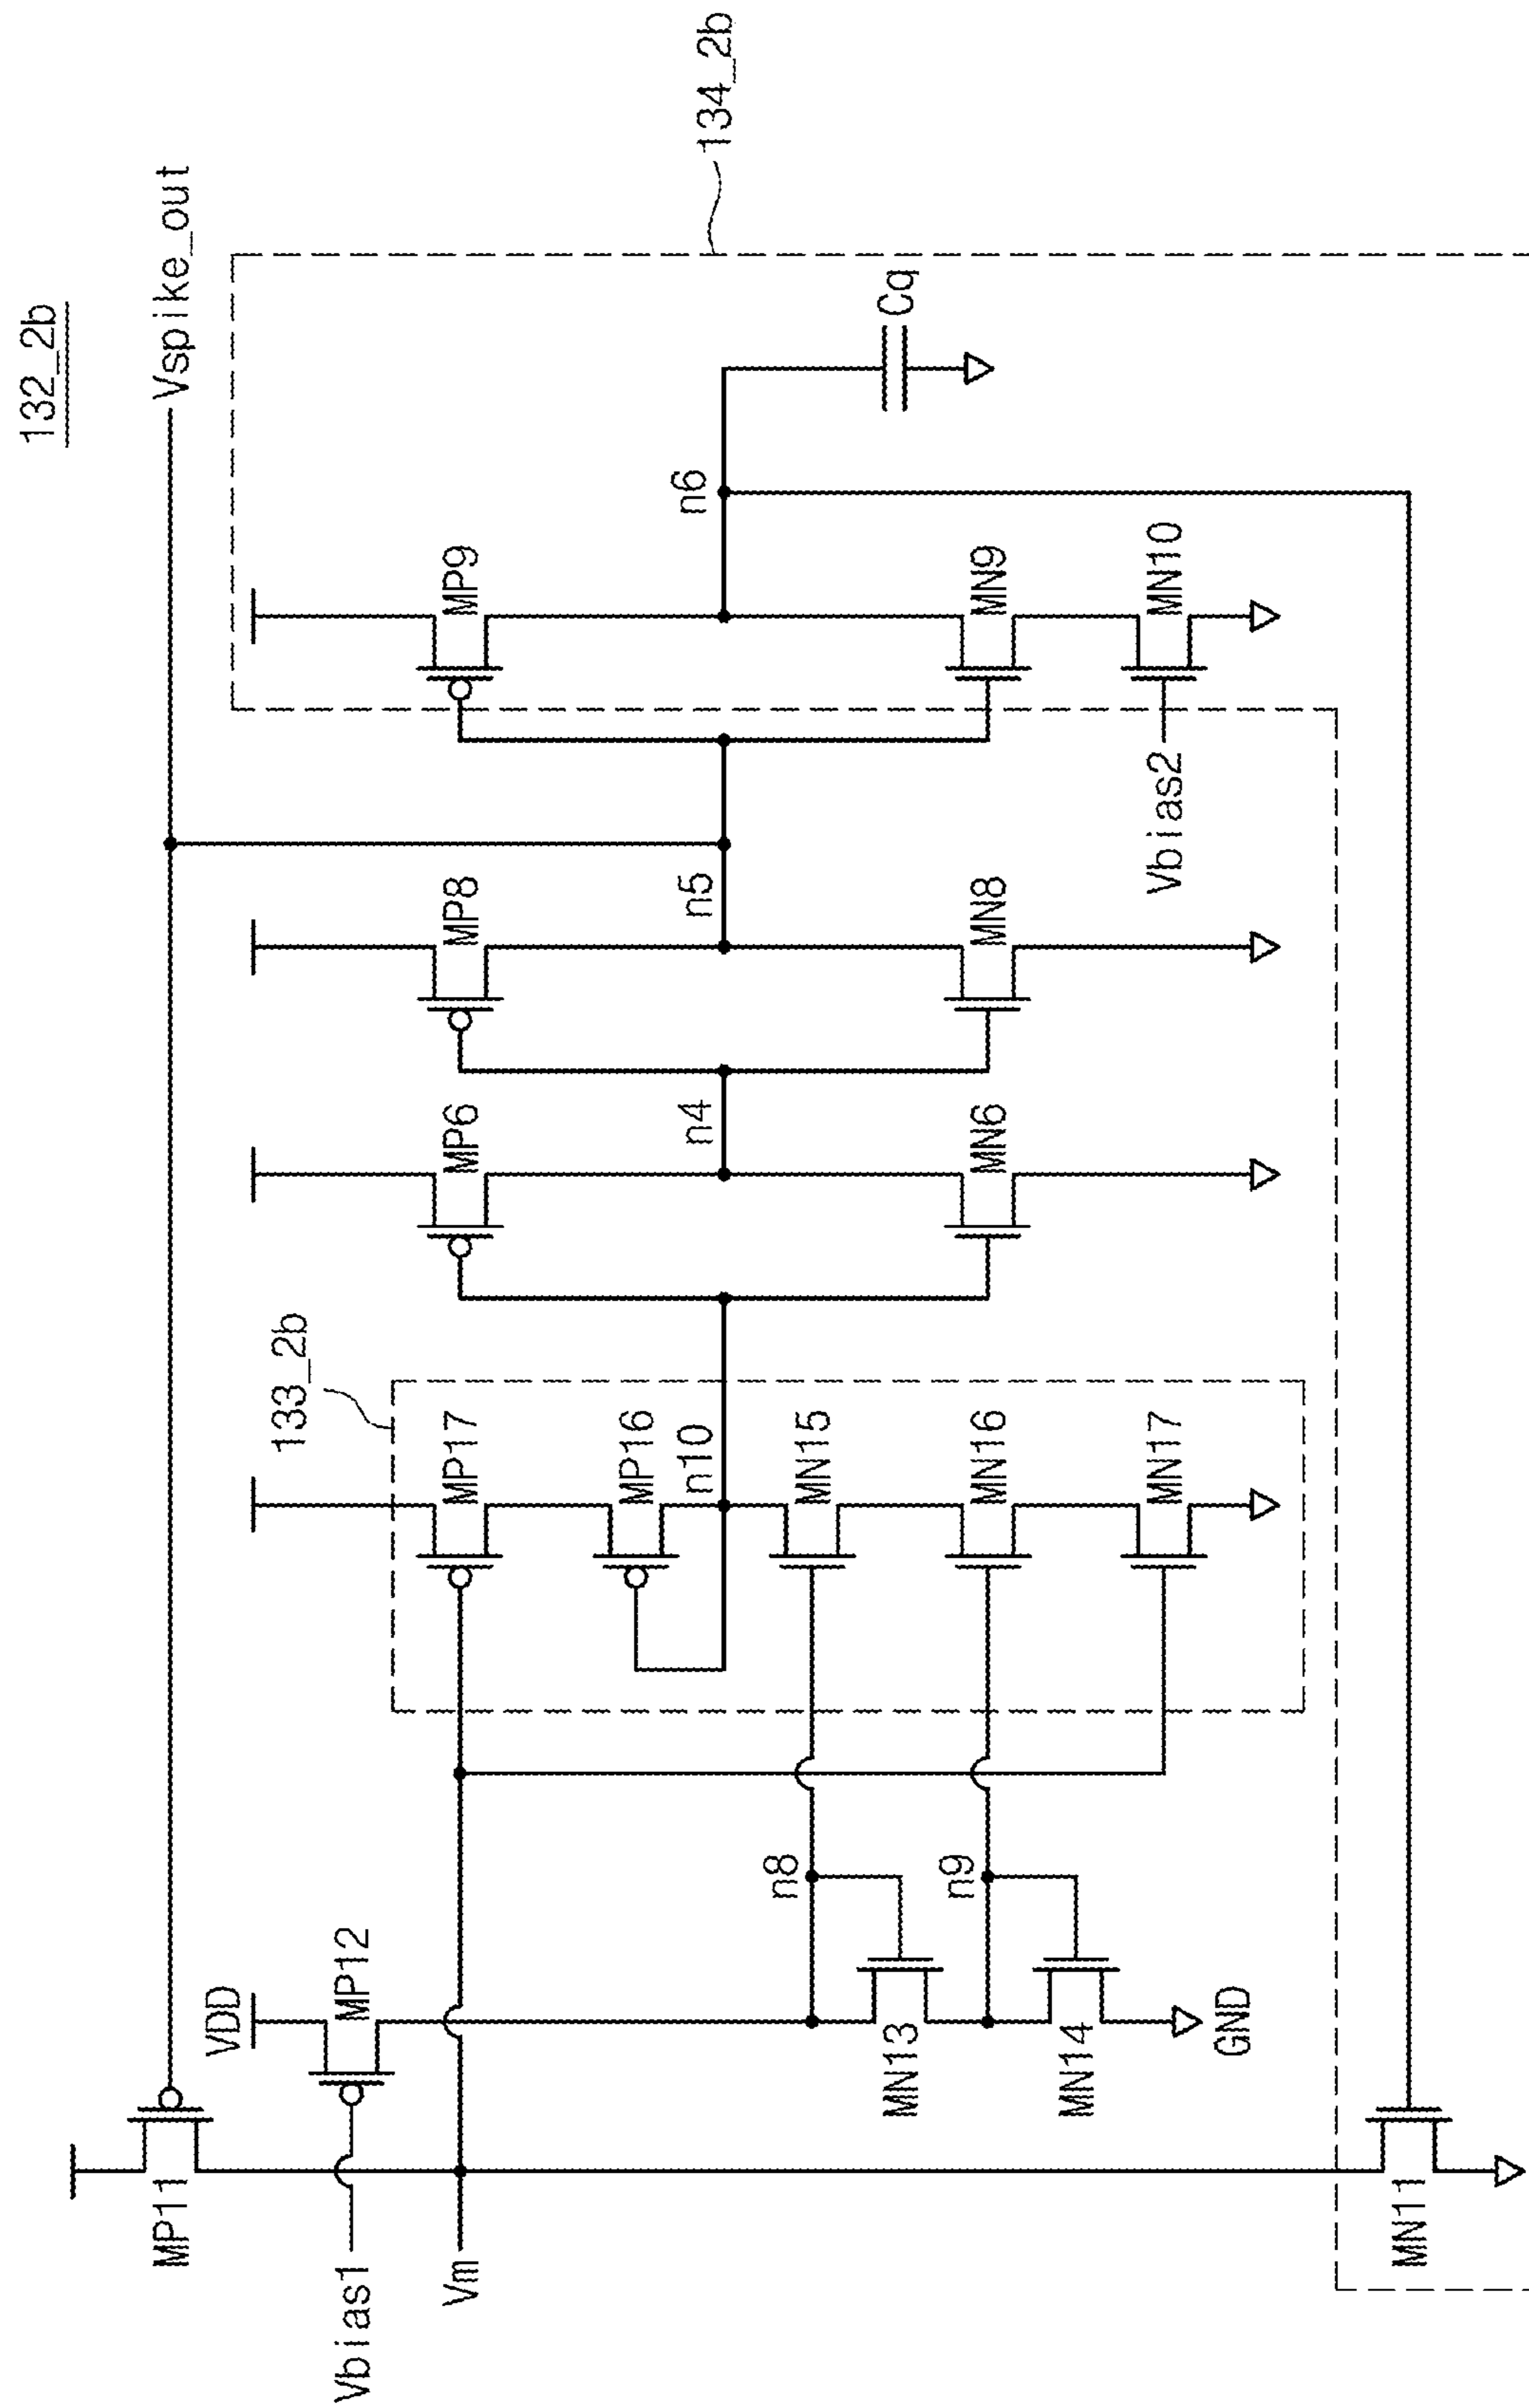 132_2b
Vspike_out
134_2b
MP11
VDD
MP12
Vbias1
Vm
133_2b
MP17
MP16
n10
MN15
MN16
MN17
MP6
n4
MN6
MP8
n5
MN8
MP9
n6
MN9
MN10
Vbias2
Cq
n8
n9
MN13
MN14
GND
MN11